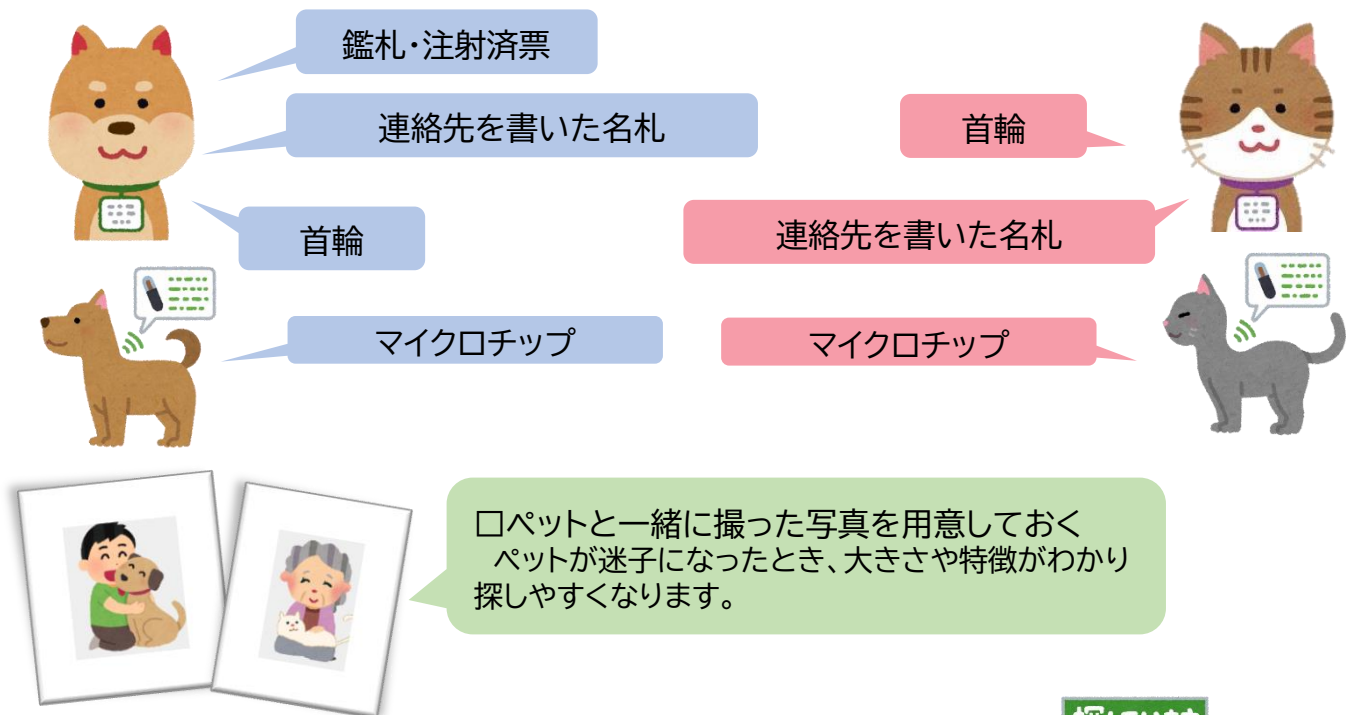 鑑札・注射済票
連絡先を書いた名札
首輪
首輪
連絡先を書いた名札
マイクロチップ
マイクロチップ
□ペットと一緒に撮った写真を用意しておく
ペットが迷子になったとき、大きさや特徴がわかり
探しやすくなります。